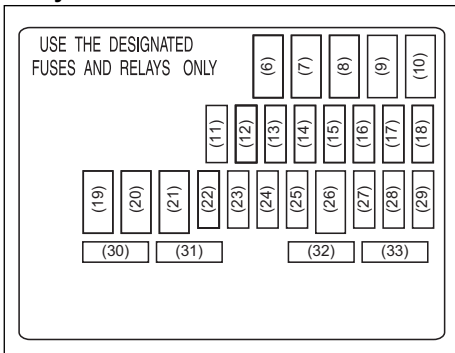 USE THE DESIGNATED
FUSES AND RELAYS ONLY
(6) (7) (8) (9) (10)
(11) (12) (13) (14) (15) (16) (17) (18)
(19) (20) (21) (22) (23) (24) (25) (26) (27) (28) (29)
(30) (31) (32) (33)